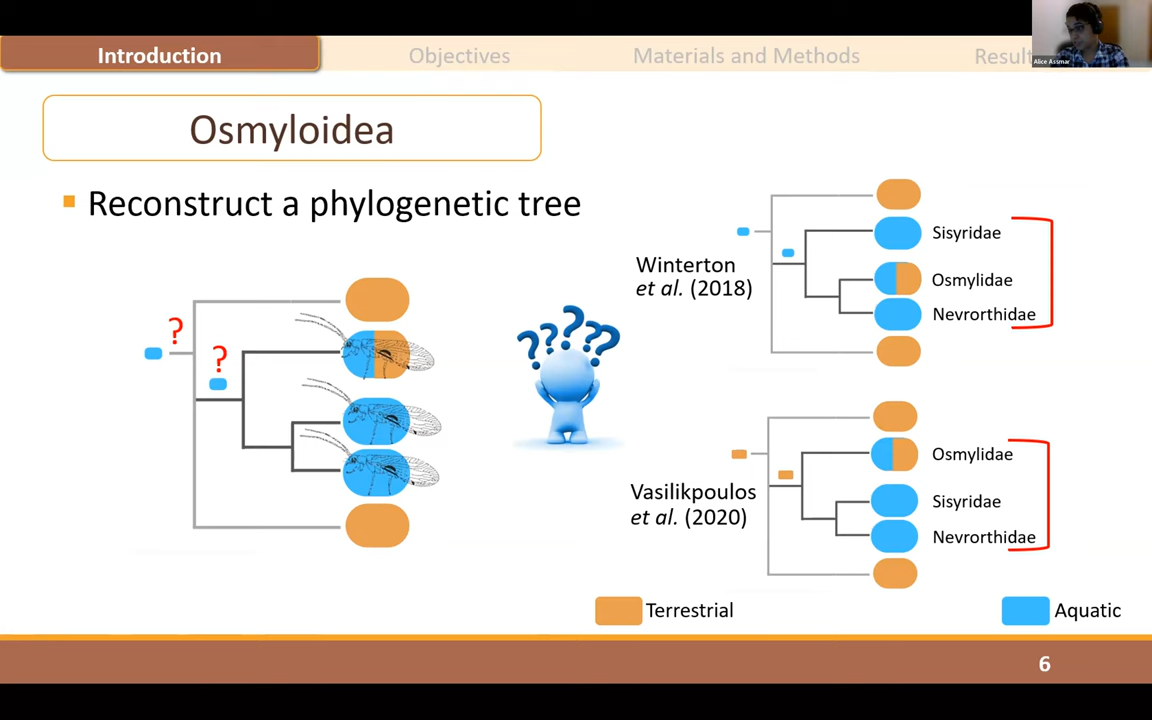 Introduction
Objectives
Materials and Methods
Result
Alice Assmar
Osmyloidea
Reconstruct a phylogenetic tree
?
?
????
Winterton
et al. (2018)
Sisyridae
Osmylidae
Nevrorthidae
Vasilikpoulos
et al. (2020)
Osmylidae
Sisyridae
Nevrorthidae
Terrestrial
Aquatic
6